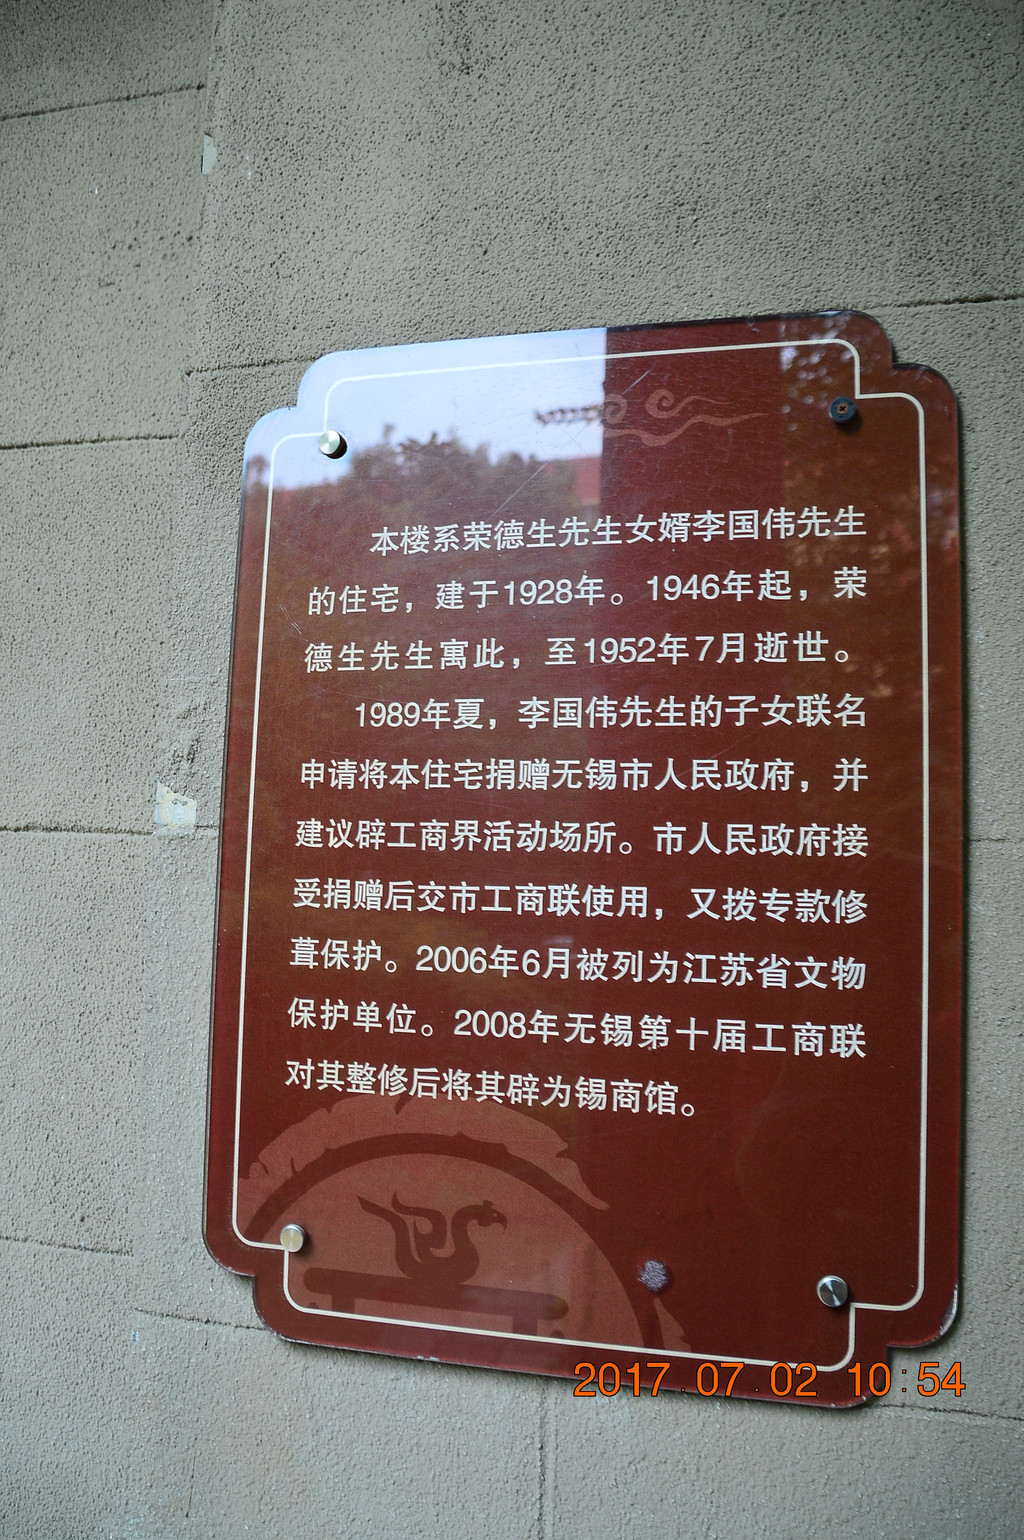 本楼系荣德生先生女婿李国伟先生
的住宅，建于1928年。1946年起，荣
德生先生寓此，至1952年7月逝世。
1989年夏，李国伟先生的子女联名
申请将本住宅捐赠无锡市人民政府，并
建议辟工商界活动场所。市人民政府接
受捐赠后交市工商联使用，又拨专款修
葺保护。2006年6月被列为江苏省文物
保护单位。2008年无锡第十届工商联
对其整修后将其辟为锡商馆。
2017.07.02 10:54